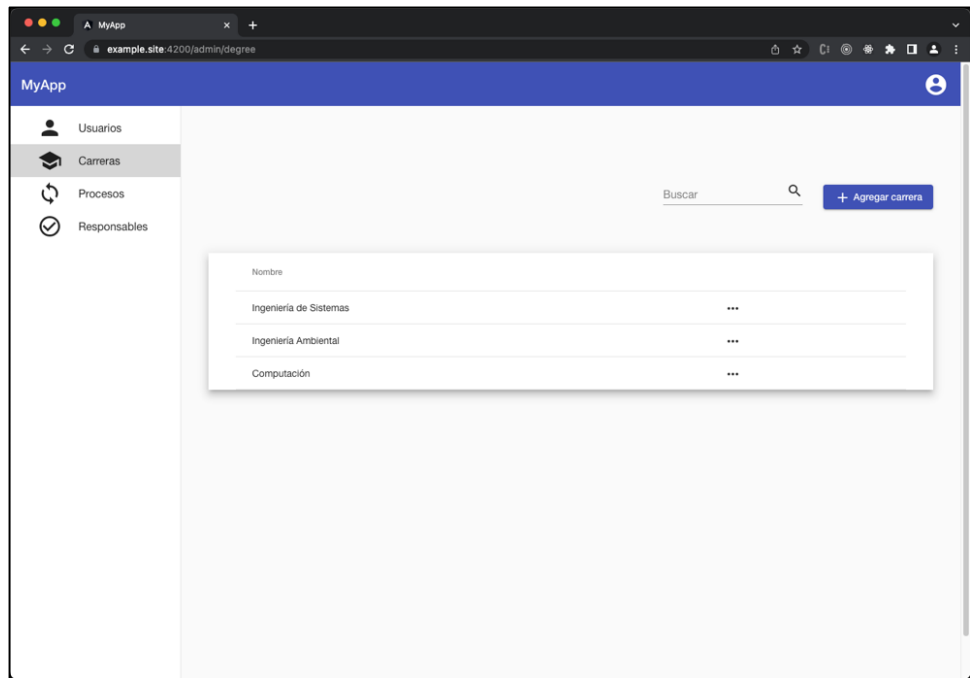 MyApp
example.site:4200/admin/degree
MyApp
Usuarios
Carreras
Procesos
Responsables
Buscar
+ Agregar carrera
Nombre
Ingeniería de Sistemas
Ingeniería Ambiental
Computación